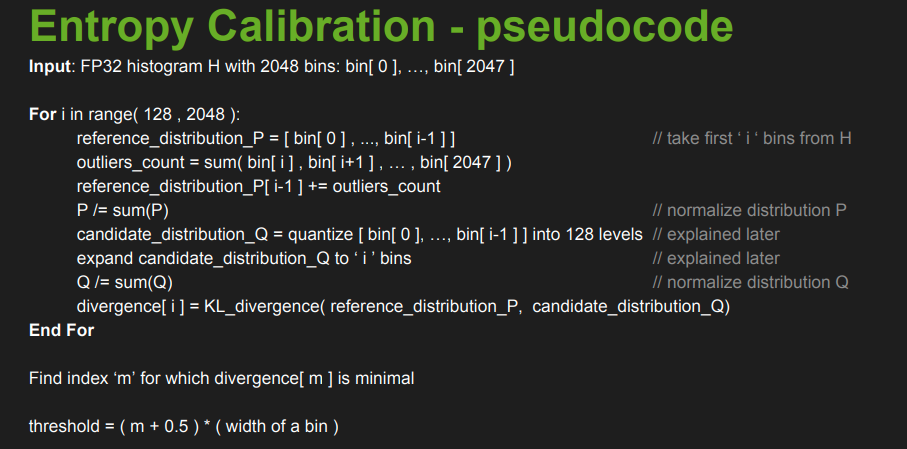 Entropy Calibration - pseudocode
Input: FP32 histogram H with 2048 bins: bin[ 0 ], …, bin[ 2047 ]
For i in range( 128 , 2048 ):
reference_distribution_P = [ bin[ 0 ] , ..., bin[ i-1 ] ] // take first ‘ i ‘ bins from H
outliers_count = sum( bin[ i ] , bin[ i+1 ] , … , bin[ 2047 ] )
reference_distribution_P[ i-1 ] += outliers_count
P /= sum(P) // normalize distribution P
candidate_distribution_Q = quantize [ bin[ 0 ], …, bin[ i-1 ] ] into 128 levels // explained later
expand candidate_distribution_Q to ‘ i ’ bins // explained later
Q /= sum(Q) // normalize distribution Q
divergence[ i ] = KL_divergence( reference_distribution_P, candidate_distribution_Q)
End For
Find index ‘m’ for which divergence[ m ] is minimal
threshold = ( m + 0.5 ) * ( width of a bin )